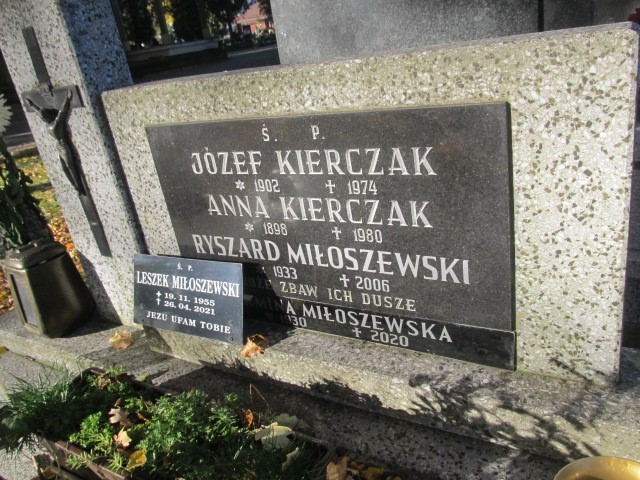 Ś. P.
JÓZEF KIERCZAK
* 1902 ✝ 1974
ANNA KIERCZAK
* 1898 ✝ 1980
RYSZARD MIŁOSZEWSKI
1933 ✝ 2006
ZBAW ICH DUSZE
MIŁOSZEWSKA
✝ 2020
Ś. P.
LESZEK MIŁOSZEWSKI
* 19.11.1955
✝ 26.04.2021
JEZU UFAM TOBIE